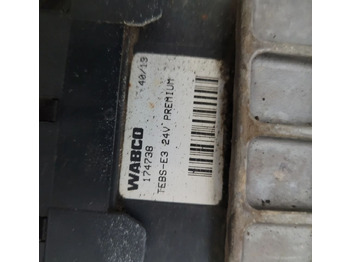 WABCO
174738 40/13
TEBS-E3 24V PREMIUM